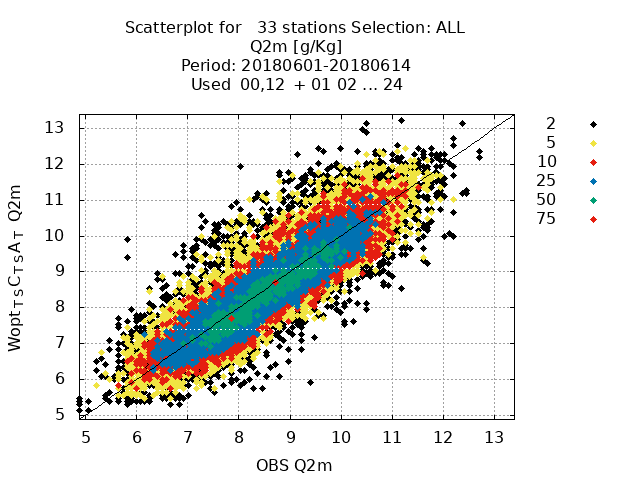 Scatterplot for 33 stations Selection: ALL
Q2m [g/Kg]
Period: 20180601-20180614
Used 00,12 + 01 02 ... 24
13
12
11
10
9
8
7
6
5
5 6 7 8 9 10 11 12 13
Wopt_T S C_T S A_T Q2m
OBS Q2m
2
5
10
25
50
75